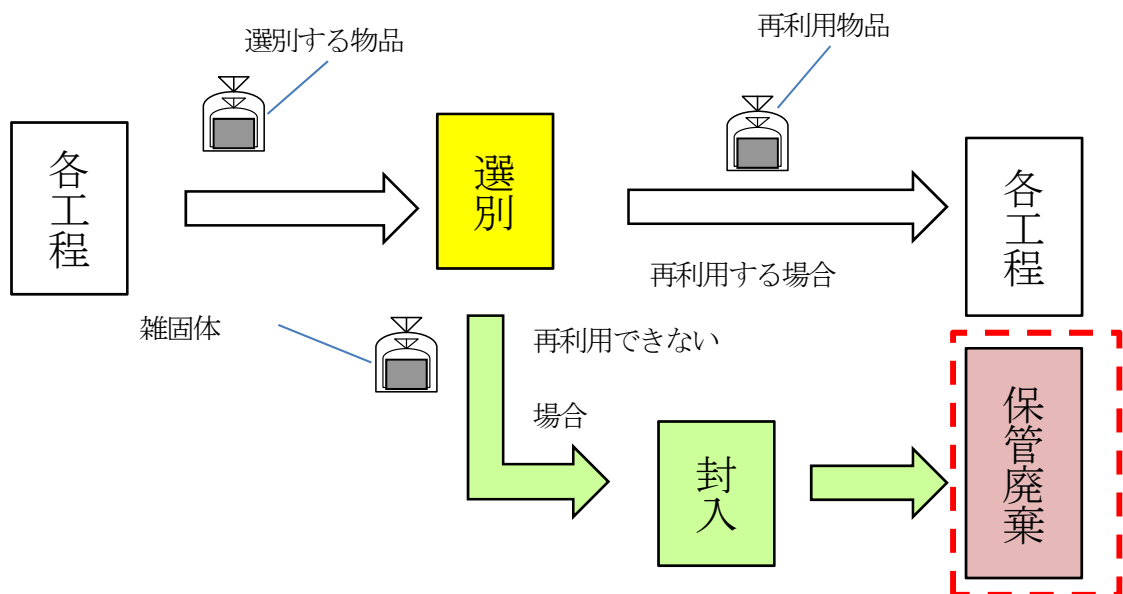 選別する物品
再利用物品
各工程
選別
各工程
再利用する場合
雑固体
再利用できない
場合
封入
保管廃棄